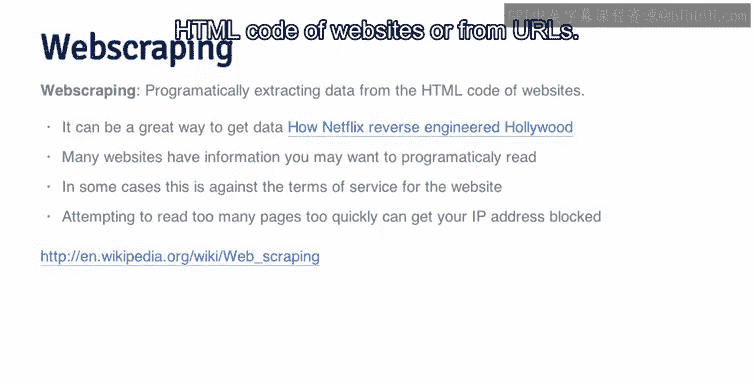 HTML code of websites or from URLs.
Webscraping
Webscraping: Programatically extracting data from the HTML code of websites.
· It can be a great way to get data How Netflix reverse engineered Hollywood
· Many websites have information you may want to programaticaly read
· In some cases this is against the terms of service for the website
· Attempting to read too many pages too quickly can get your IP address blocked
http://en.wikipedia.org/wiki/Web_scraping